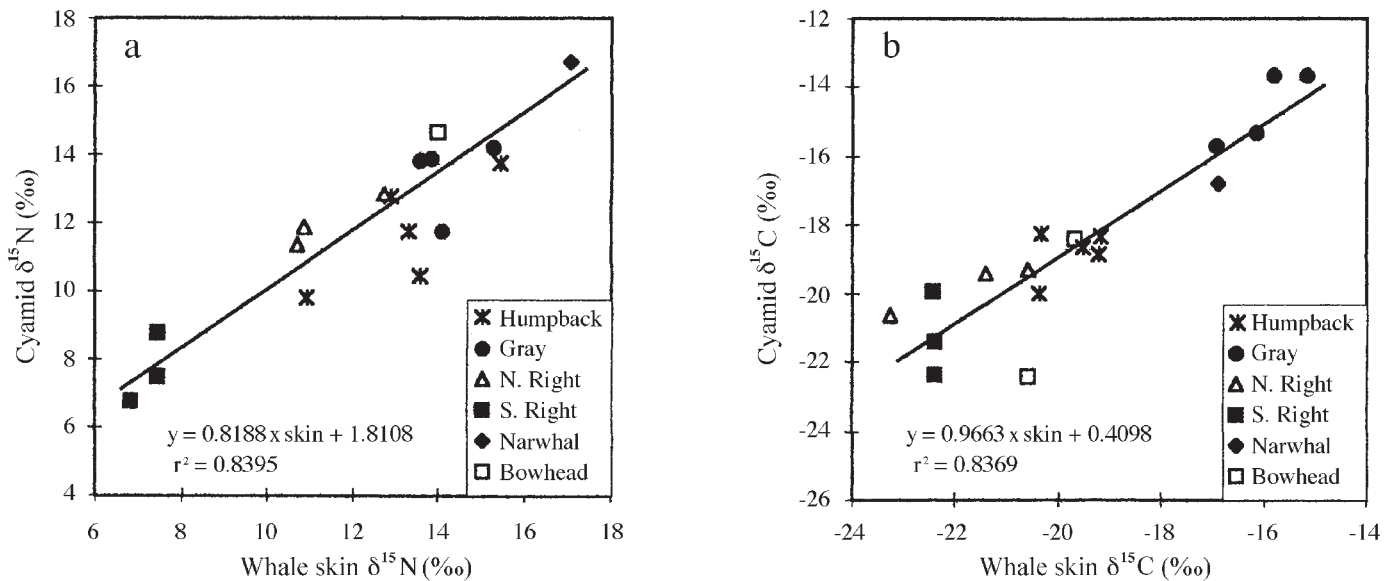 a
18
16
14
12
10
8
6
4
6 8 10 12 14 16 18
Cyamid δ¹⁵N (‰)
Whale skin δ¹⁵N (‰)
Humpback
Gray
N. Right
S. Right
Narwhal
Bowhead
y = 0.8188 x skin + 1.8108
r² = 0.8395
b
-12
-14
-16
-18
-20
-22
-24
-26
-24 -22 -20 -18 -16 -14
Cyamid δ¹⁵C (‰)
Whale skin δ¹⁵C (‰)
Humpback
Gray
N. Right
S. Right
Narwhal
Bowhead
y = 0.9663 x skin + 0.4098
r² = 0.8369